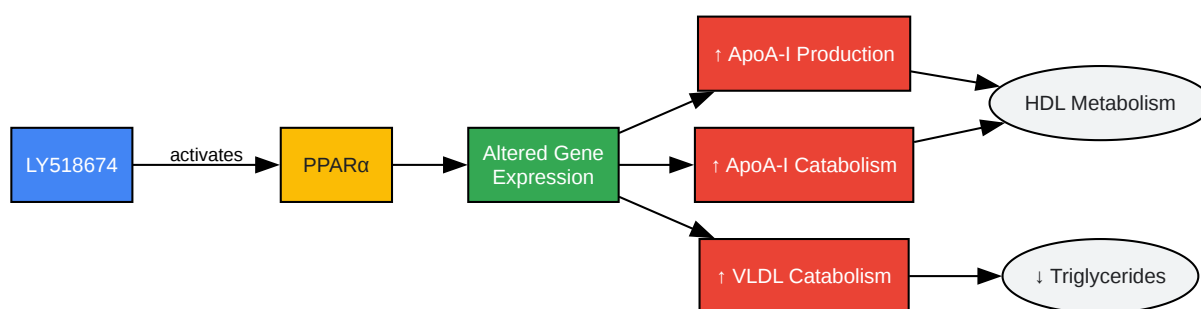 LY518674
activates
PPARα
Altered Gene
Expression
↑ ApoA-I Production
↑ ApoA-I Catabolism
↑ VLDL Catabolism
HDL Metabolism
↓ Triglycerides